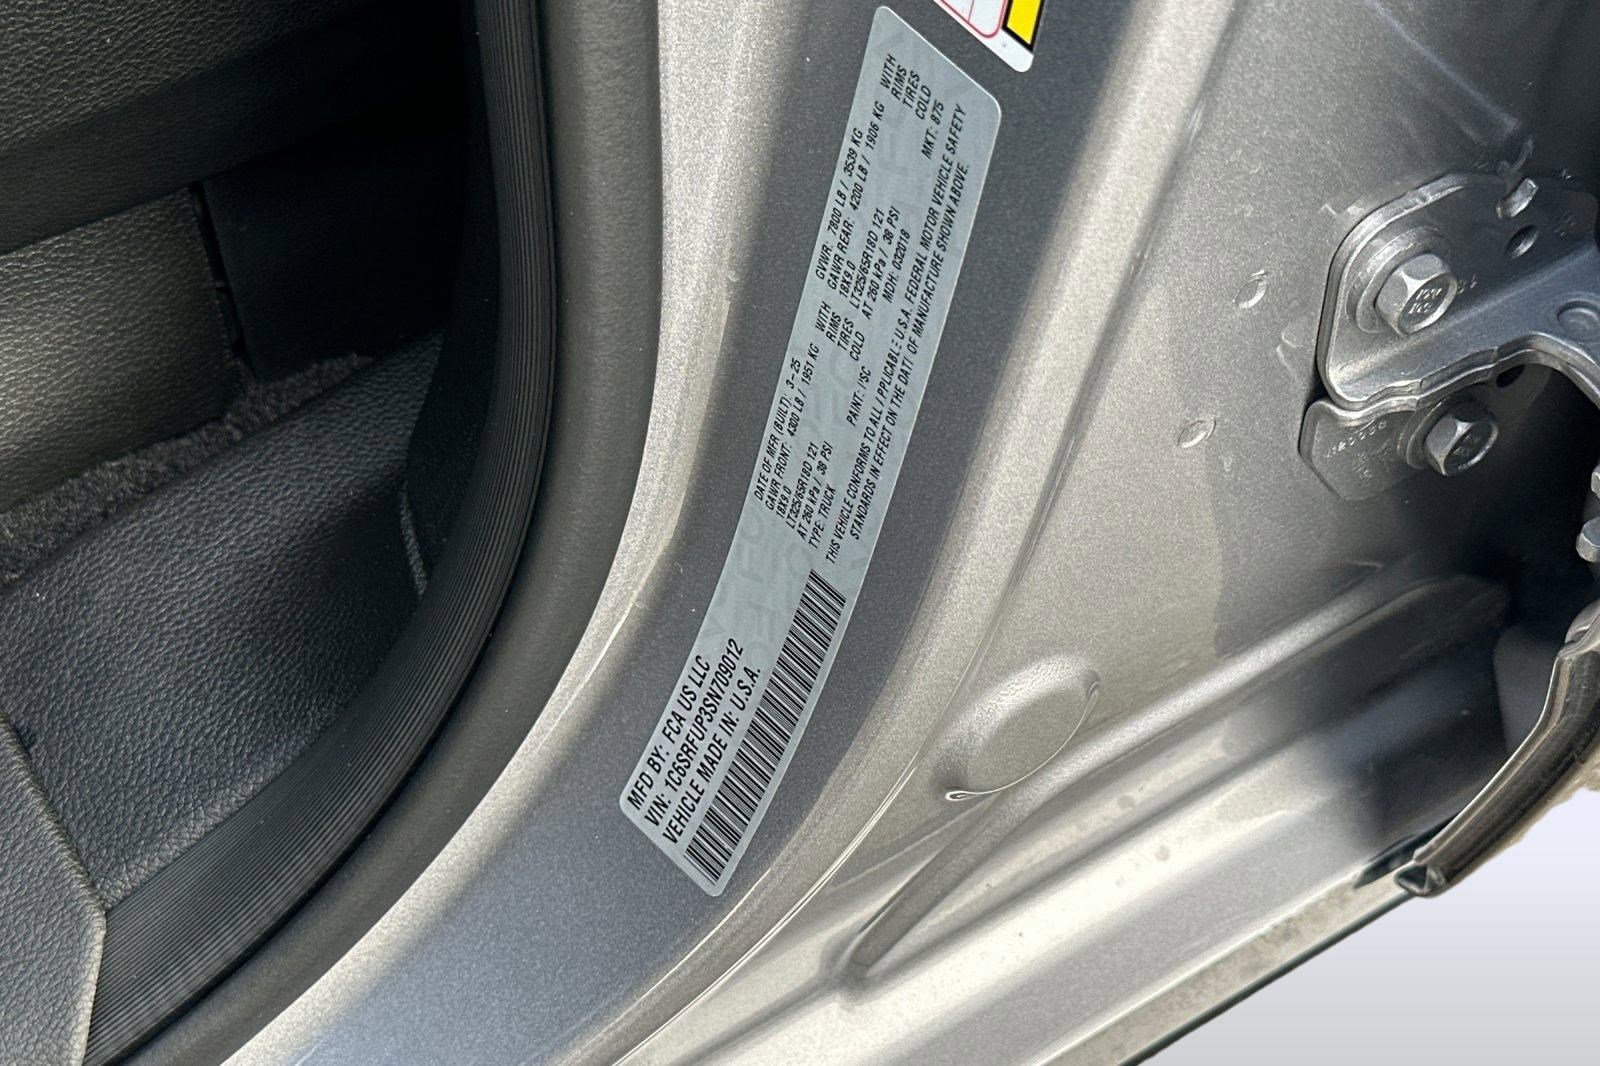 MFD BY: FCA US LLC
VIN: 1C6SRFUP3SN709012
VEHICLE MADE IN: U.S.A.
DATE OF MFR (BUILT): 3-25
GVWR: 7800 LB / 3539 KG
GAWR FRONT: 4300 LB / 1951 KG WITH
GAWR REAR: 4200 LB / 1906 KG WITH
18X9.0 RIMS
18X9.0 RIMS
LT325/65R18D 121 TIRES
LT325/65R18D 121 TIRES
AT 260 kPa / 38 PSI COLD
AT 260 kPa / 38 PSI COLD
TYPE: TRUCK PAINT: MDH: 032018 MKT: 875
THIS VEHICLE CONFORMS TO ALL APPLICABLE U.S.A. FEDERAL MOTOR VEHICLE SAFETY
STANDARDS IN EFFECT ON THE DATE OF MANUFACTURE SHOWN ABOVE.